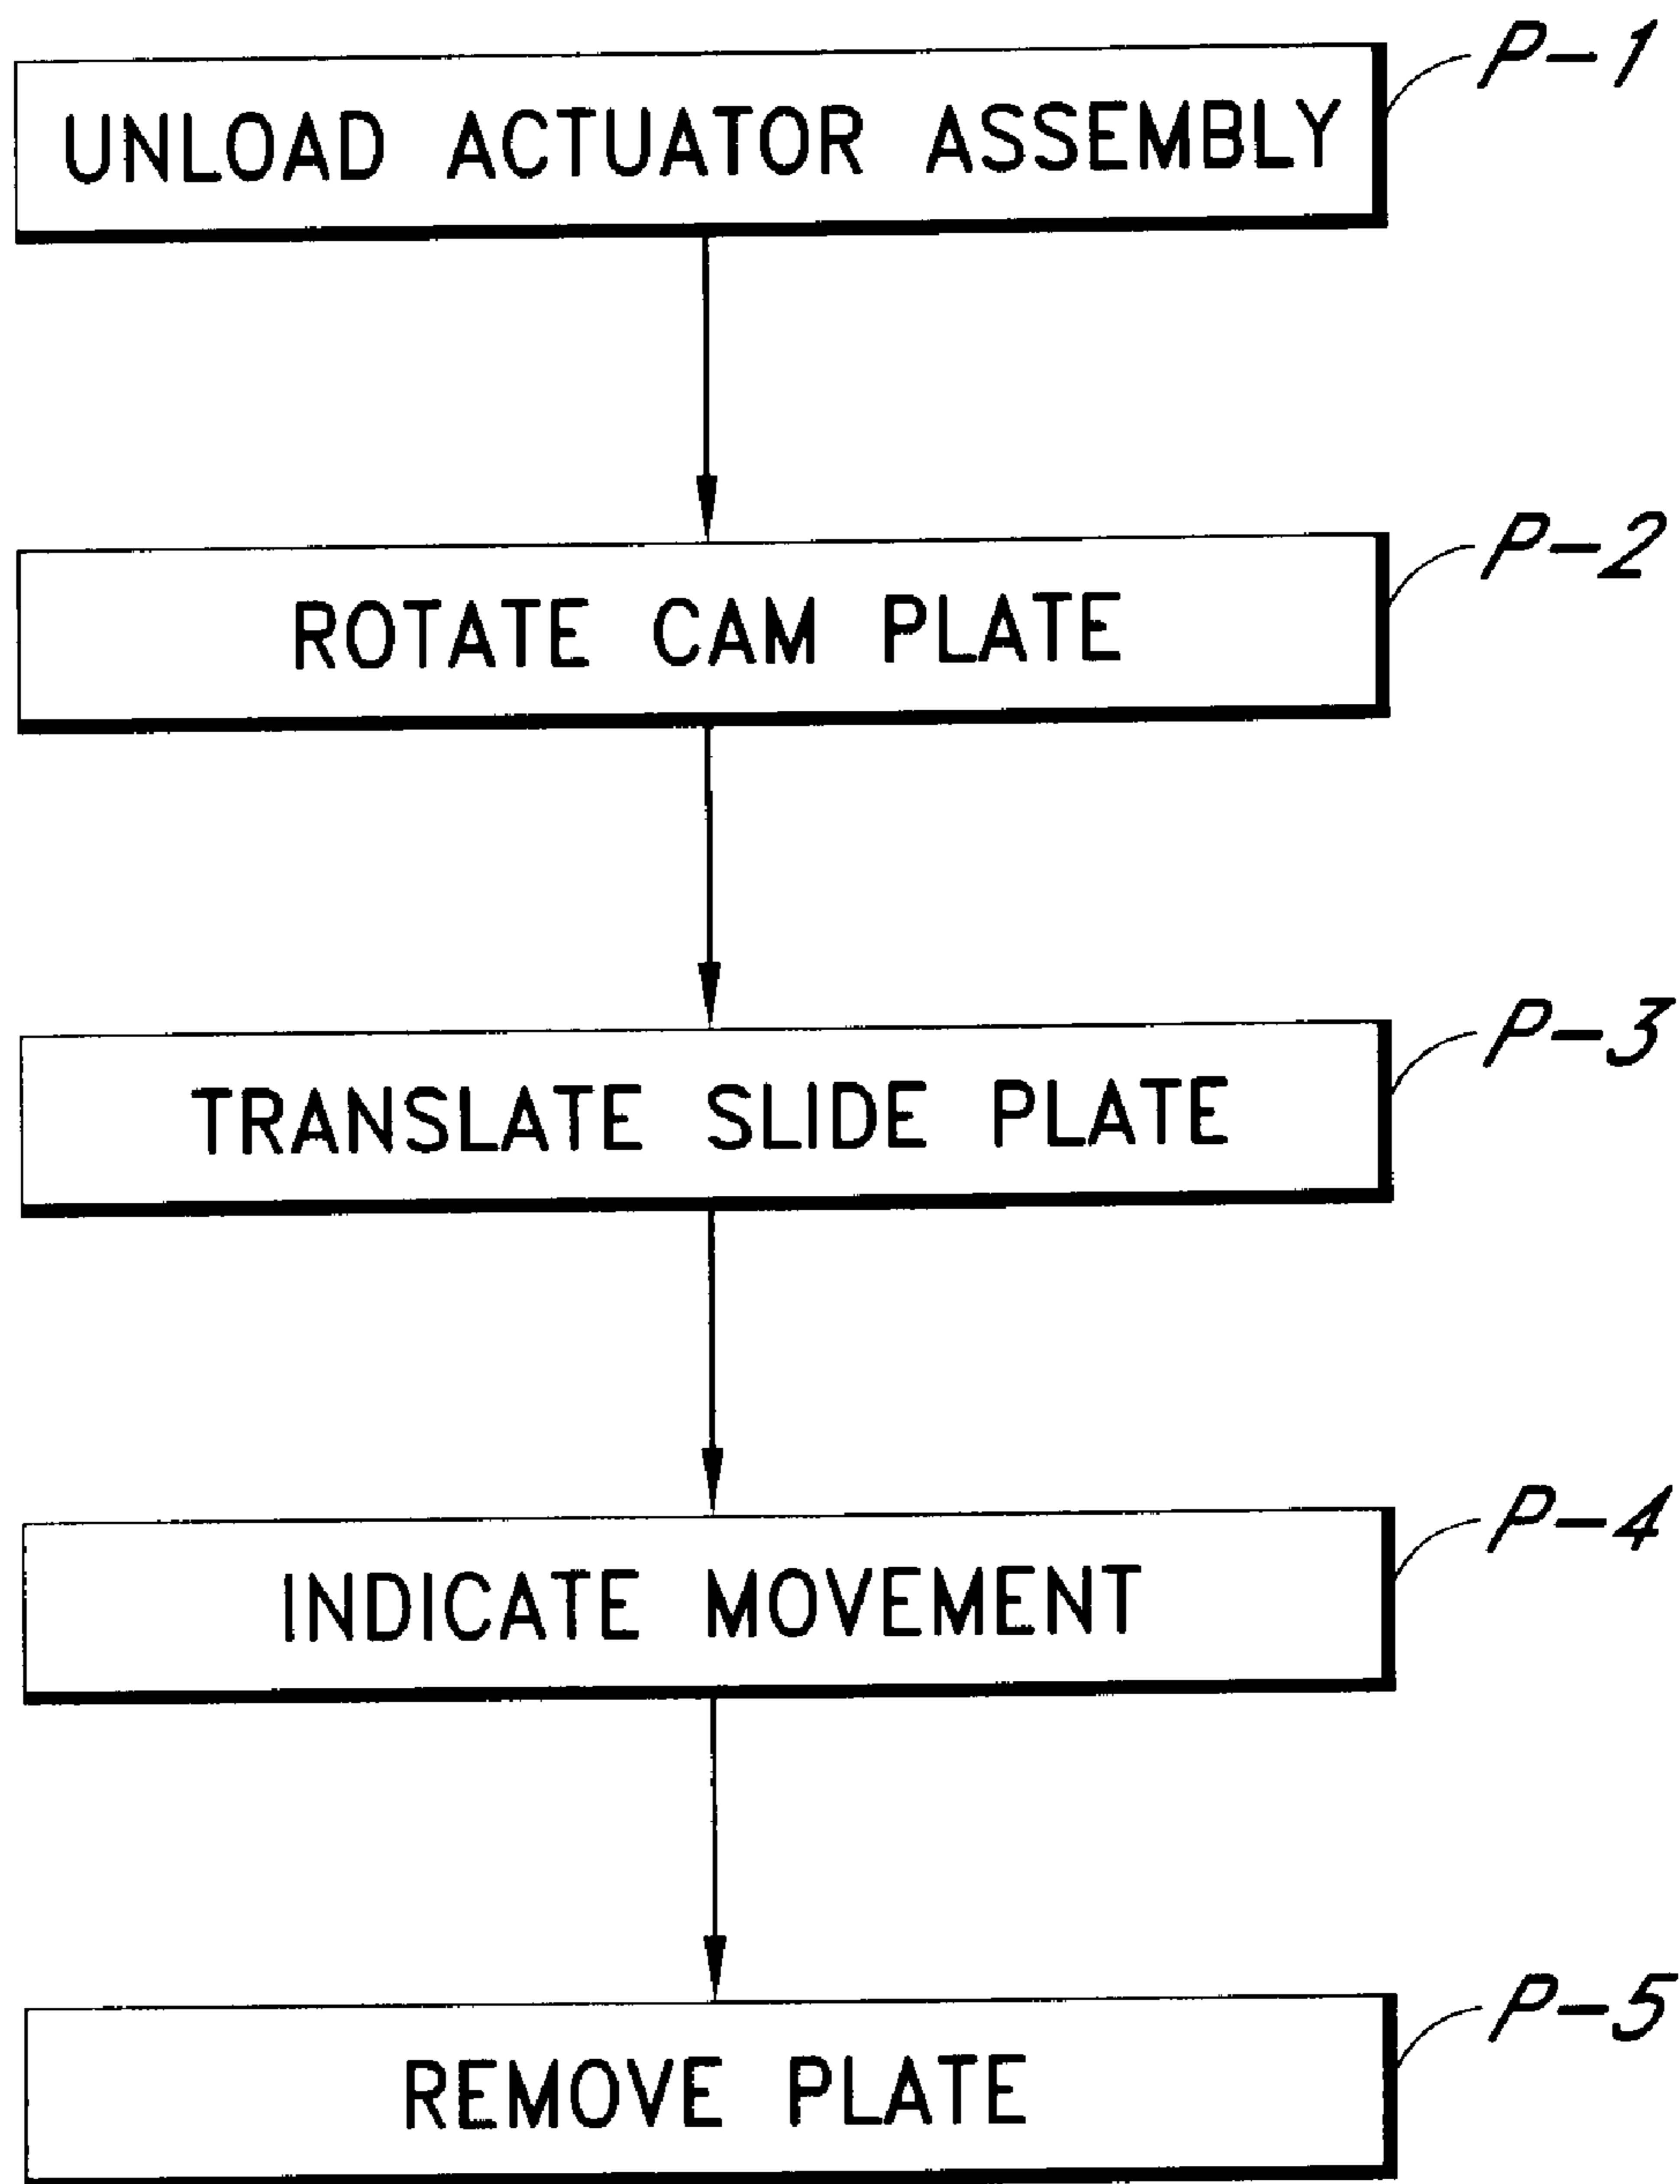 P-1
UNLOAD ACTUATOR ASSEMBLY
P-2
ROTATE CAM PLATE
P-3
TRANSLATE SLIDE PLATE
P-4
INDICATE MOVEMENT
P-5
REMOVE PLATE